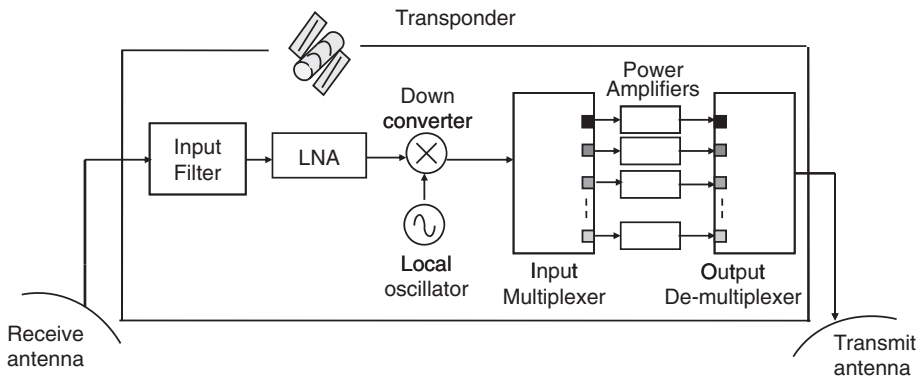 Transponder
Power
Amplifiers
Down
converter
Input
Filter
LNA
Local
oscillator
Input
Multiplexer
Output
De-multiplexer
Receive
antenna
Transmit
antenna